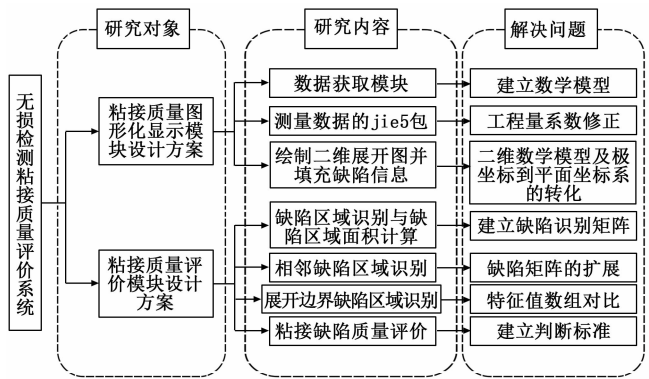 研究对象
研究内容
解决问题
无损检测粘接质量评价系统
粘接质量图
形化显示模
块设计方案
数据获取模块
建立数学模型
测量数据的jie5包
工程量系数修正
绘制二维展开图并
填充缺陷信息
二维数学模型及极
坐标到平面坐标系
的转化
粘接质量评
价模块设计
方案
缺陷区域识别与缺
陷区域面积计算
建立缺陷识别矩阵
相邻缺陷区域识别
缺陷矩阵的扩展
展开边界缺陷区域识别
特征值数组对比
粘接缺陷质量评价
建立判断标准